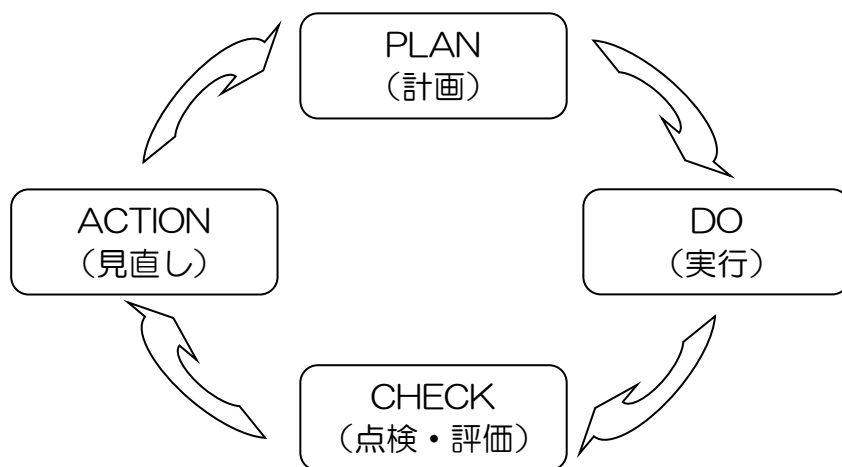 PLAN
（計画）
ACTION
（見直し）
DO
（実行）
CHECK
（点検・評価）